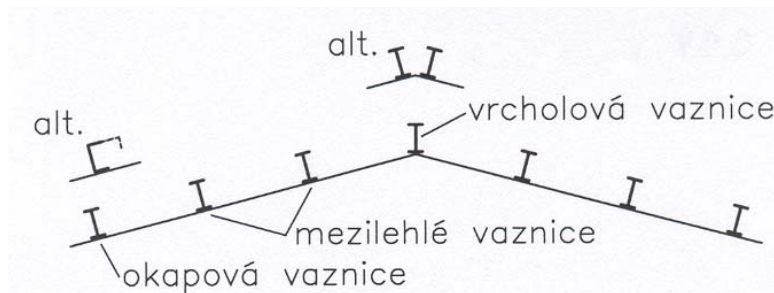 alt.
vrcholová vaznice
alt.
mezilehlé vaznice
okapová vaznice